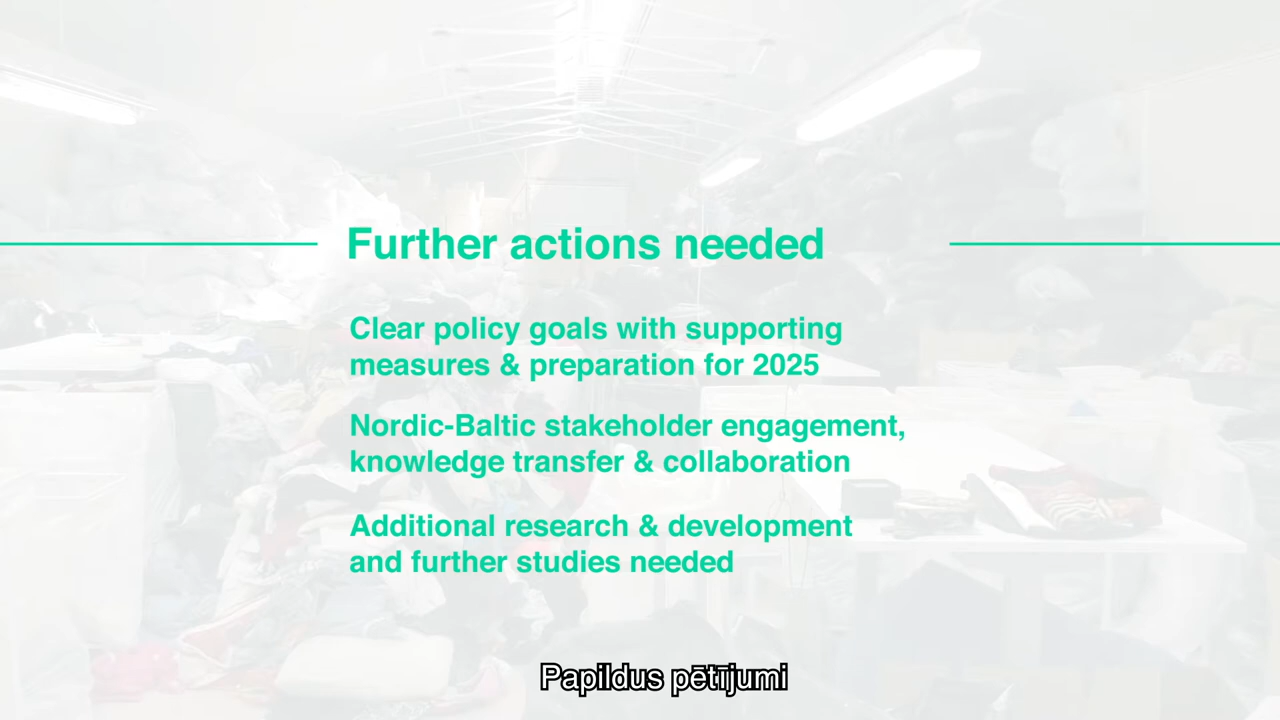 Further actions needed
Clear policy goals with supporting
measures & preparation for 2025
Nordic-Baltic stakeholder engagement,
knowledge transfer & collaboration
Additional research & development
and further studies needed
Papildus pētījumi